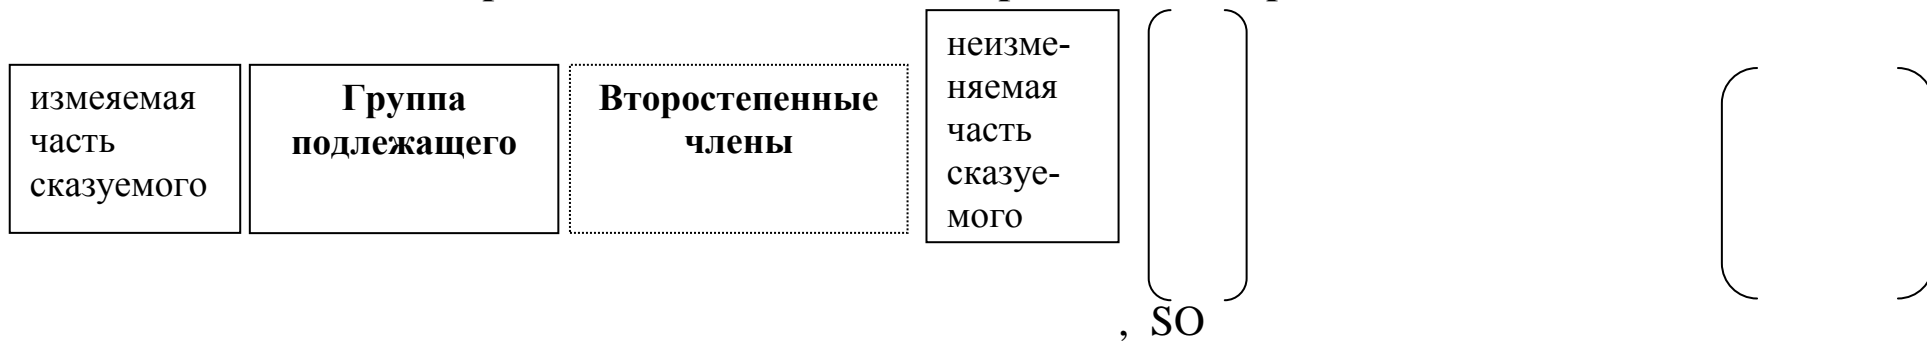 измеяемая
часть
сказуемого
Группа
подлежащего
Второстепенные
члены
неизме-
няемая
часть
сказуе-
мого
, so